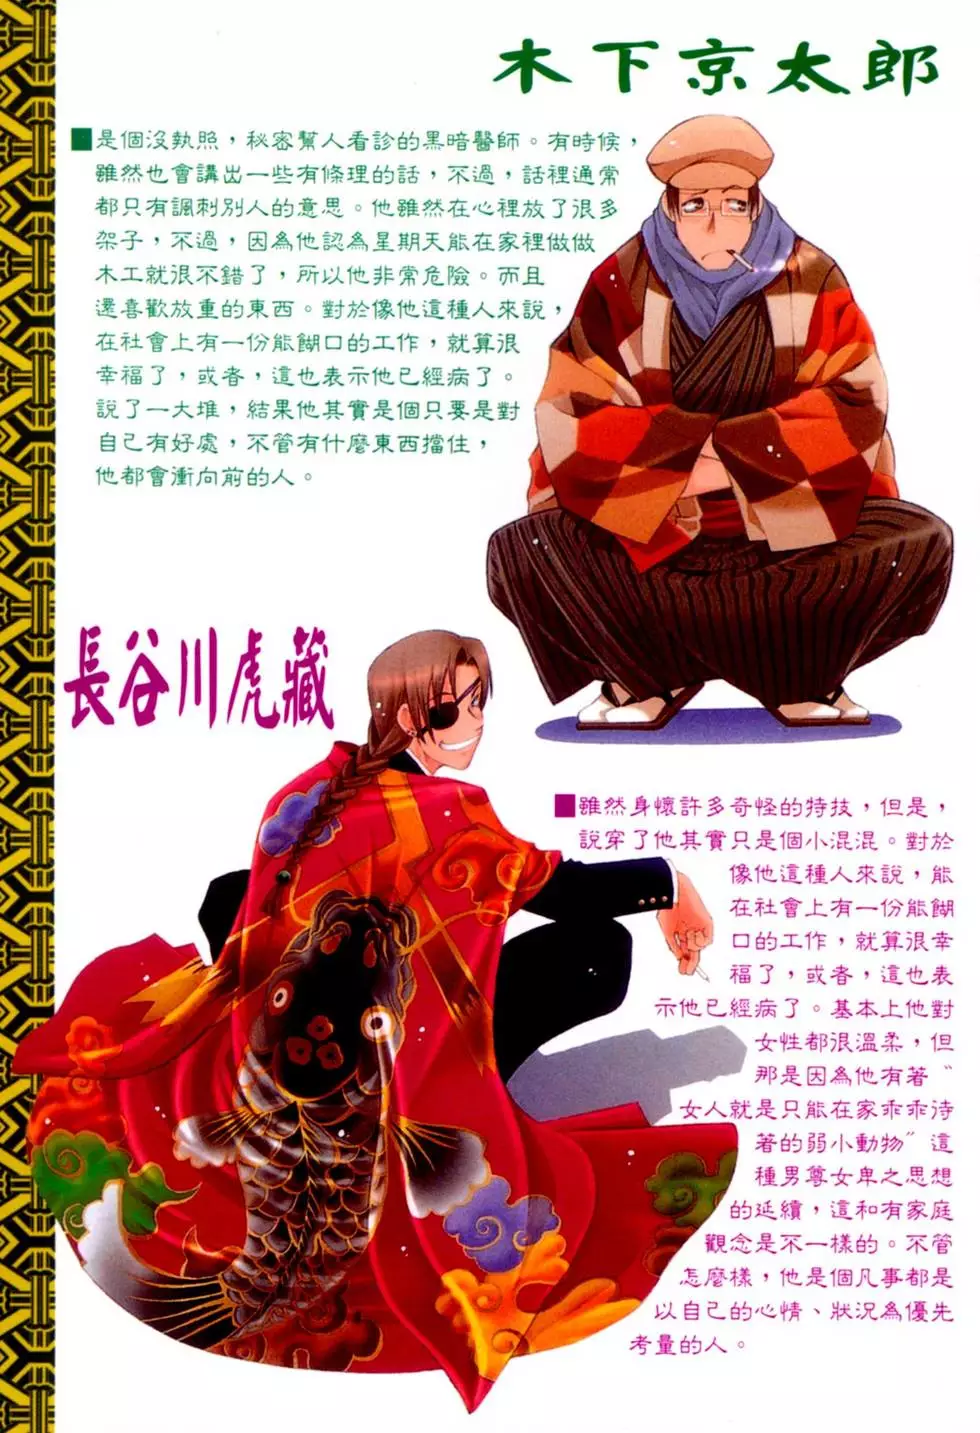 木下京太郎
■是個沒執照，秘密幫人看診的黑暗醫師。有時候，
雖然也會講出一些有條理的話，不過，話裡通常
都只有諷刺別人的意思。他雖然在心裡放了很多
架子，不過，因為他認為星期天能在家裡做做
木工就很不錯了，所以他非常危險。而且
還喜歡放重的東西。對於像他這種人來說，
在社會上有一份能餬口的工作，就算很
幸福了，或者，這也表示他已經病了。
說了一大堆，結果他其實是個只要是對
自己有好處，不管有什麼東西擋住，
他都會衝向前的人。
長谷川虎藏
■雖然身懷許多奇怪的特技，但是，
說穿了他其實只是個小混混。對於
像他這種人來說，能
在社會上有一份能餬
口的工作，就算很幸
福了，或者，這也表
示他已經病了。基本上他對
女性都很溫柔，但
那是因為他有著〝
女人就是只能在家乖乖待
著的弱小動物〞這
種男尊女卑之思想
的延續，這和有家庭
觀念是不一樣的。不管
怎麼樣，他是個凡事都是
以自己的心情、狀況為優先
考量的人。